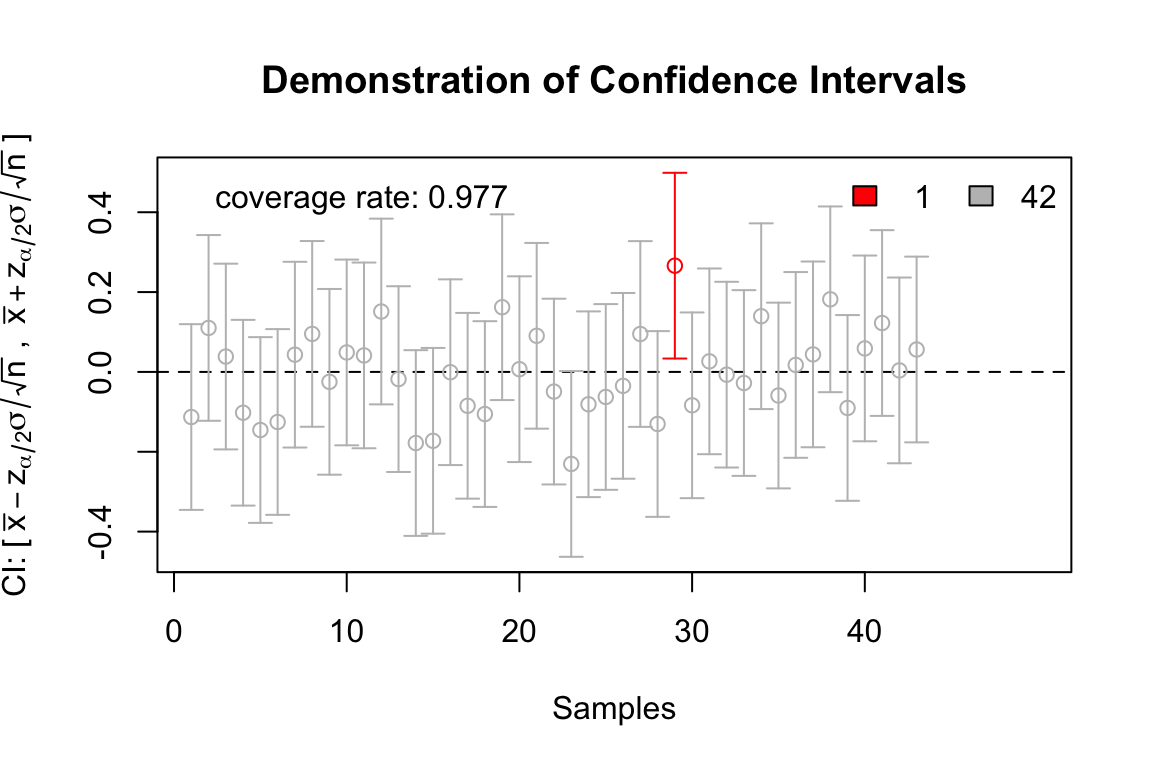 Demonstration of Confidence Intervals
CI: [ x̅ − zα/2σ/√n , x̅ + zα/2σ/√n ]
coverage rate: 0.977
1
42
0.4
0.2
0.0
-0.4
0
10
20
30
40
Samples